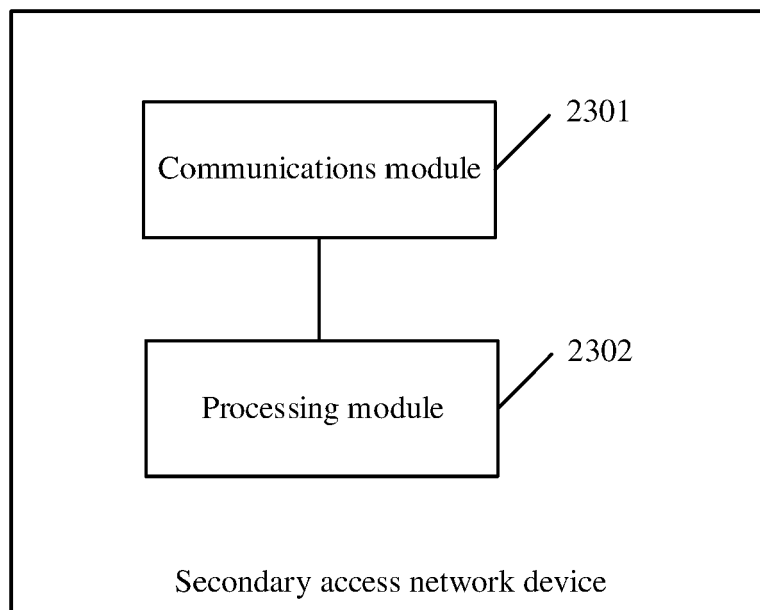 2301
Communications module
2302
Processing module
Secondary access network device